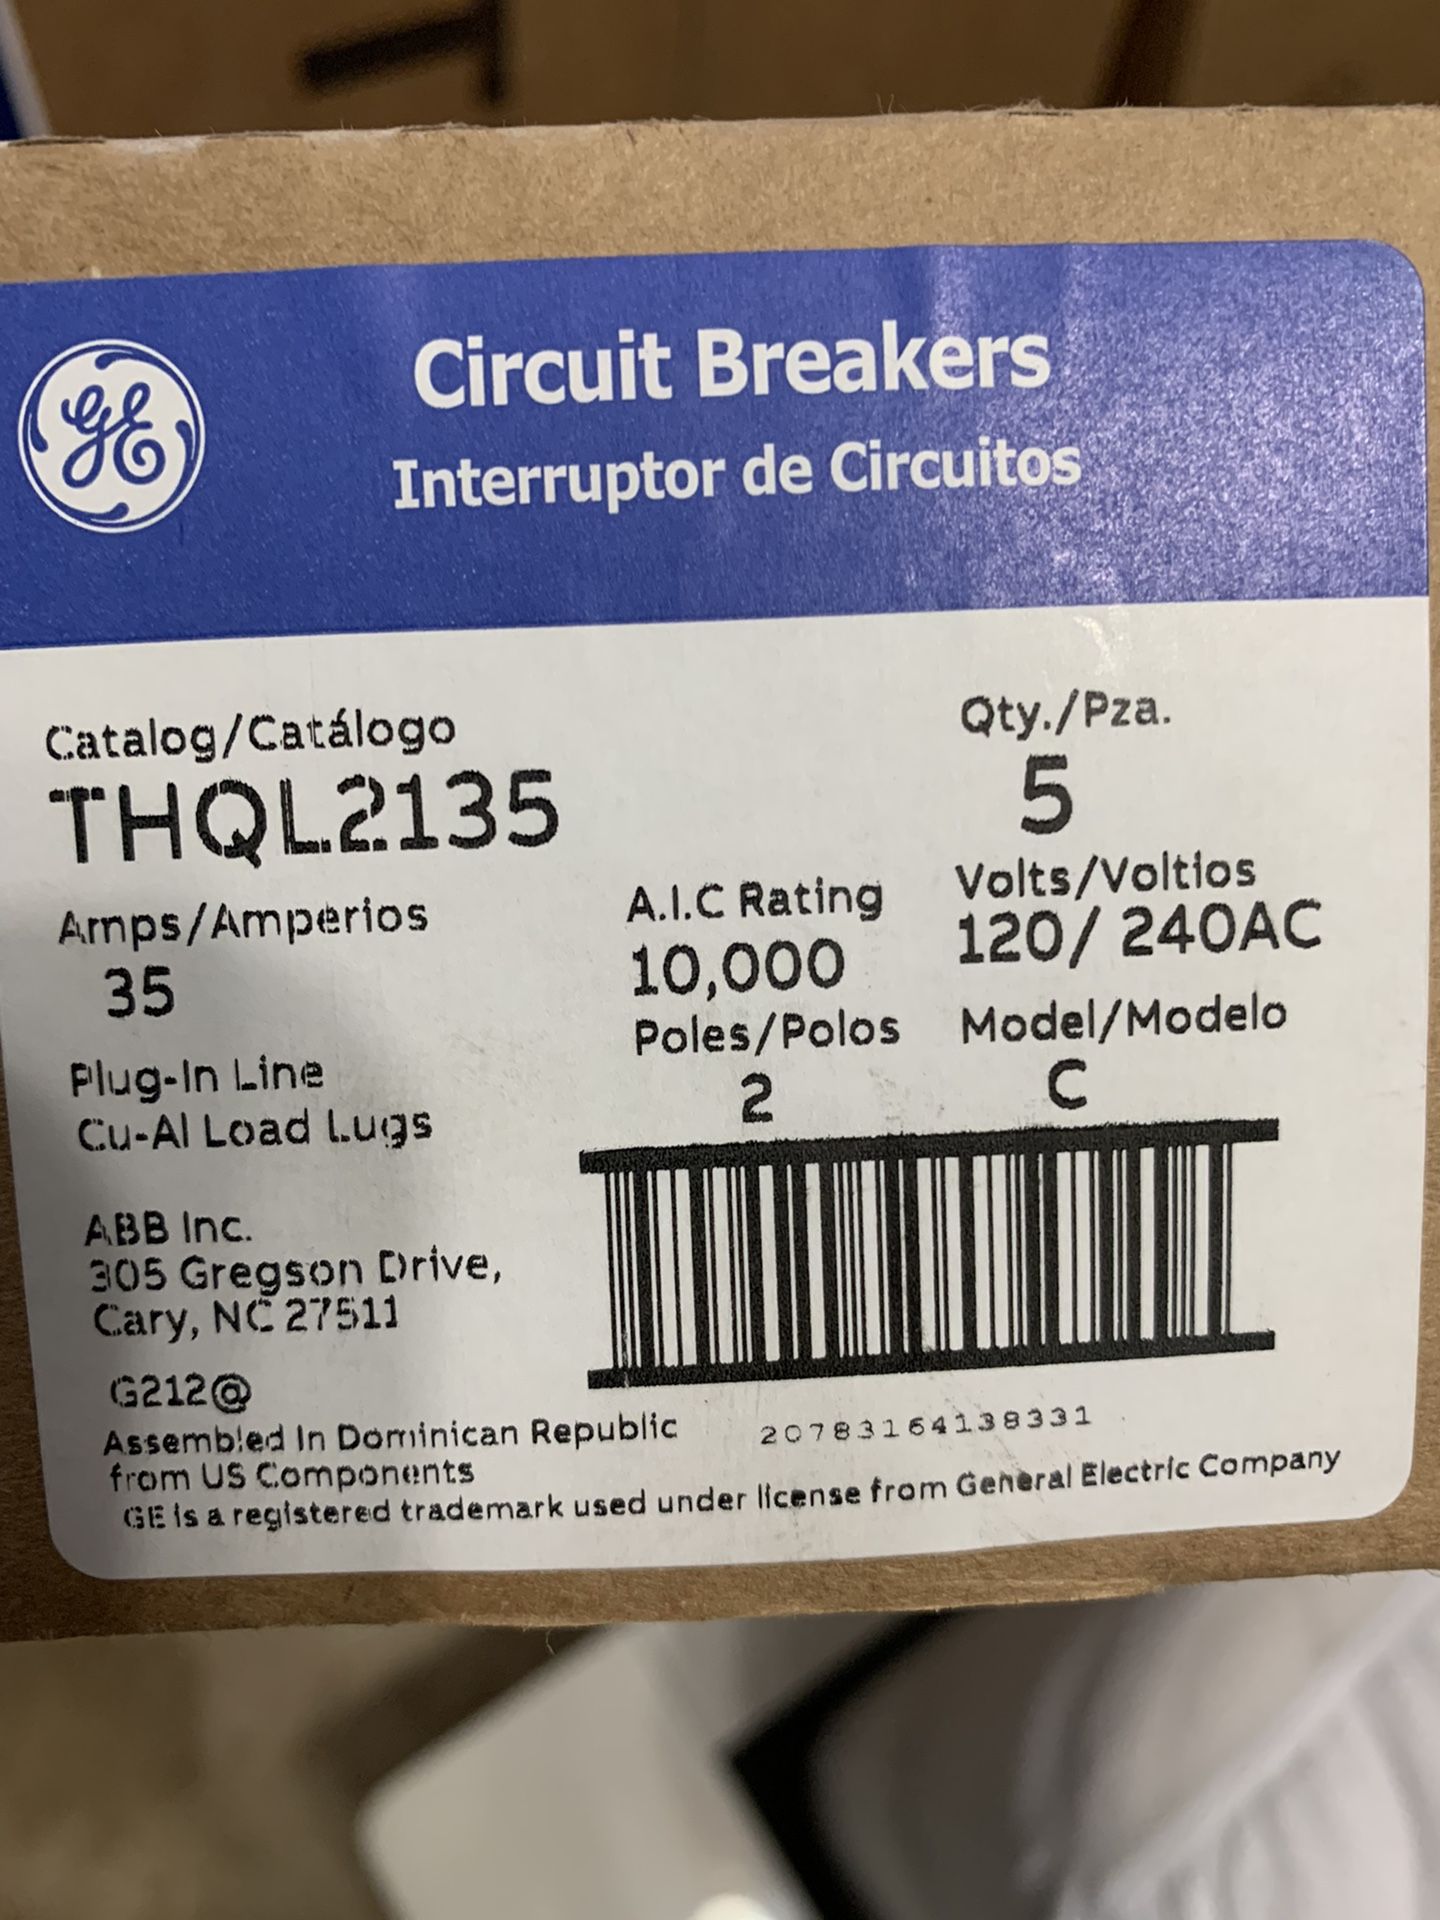 GE
Circuit Breakers
Interruptor de Circuitos
Catalog/Catálogo
THQL2135
Qty./Pza.
5
Amps/Amperios
35
A.I.C Rating
10,000
Volts/Voltios
120/ 240AC
Poles/Polos
2
Model/Modelo
C
Plug-In Line
Cu-Al Load Lugs
ABB Inc.
305 Gregson Drive,
Cary, NC 27511
G212@
Assembled In Dominican Republic
from US Components
20783164138331
GE is a registered trademark used under license from General Electric Company